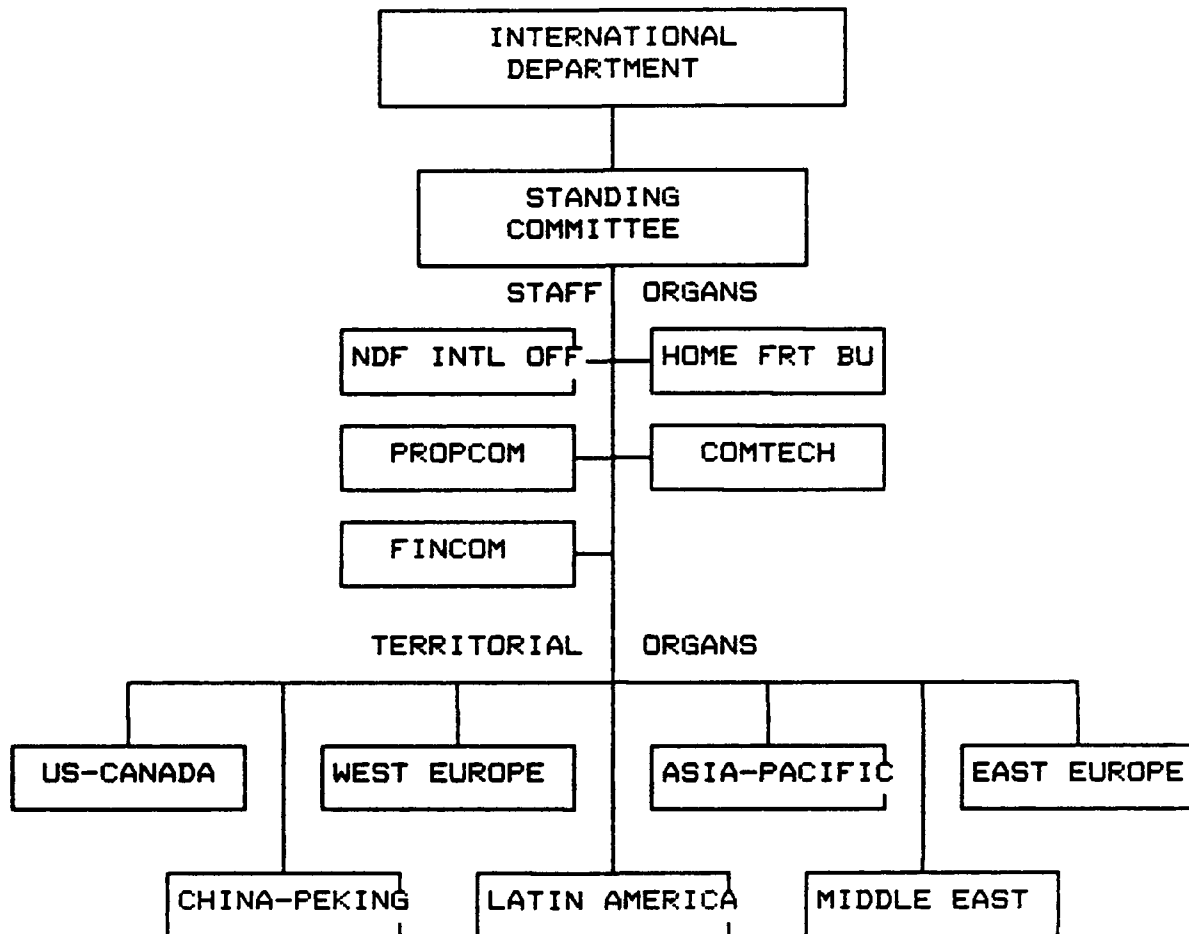 INTERNATIONAL
DEPARTMENT
STANDING
COMMITTEE
STAFF ORGANS
NDF INTL OFF HOME FRT BU
PROPCOM COMTECH
FINCOM
TERRITORIAL ORGANS
US-CANADA WEST EUROPE ASIA-PACIFIC EAST EUROPE
CHINA-PEKING LATIN AMERICA MIDDLE EAST